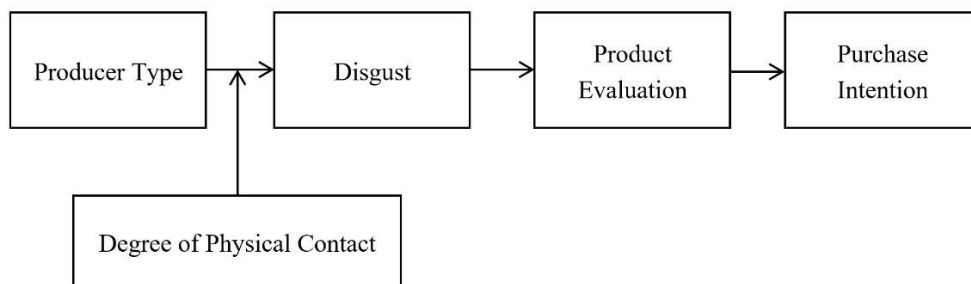 Producer Type
Disgust
Product
Evaluation
Purchase
Intention
Degree of Physical Contact